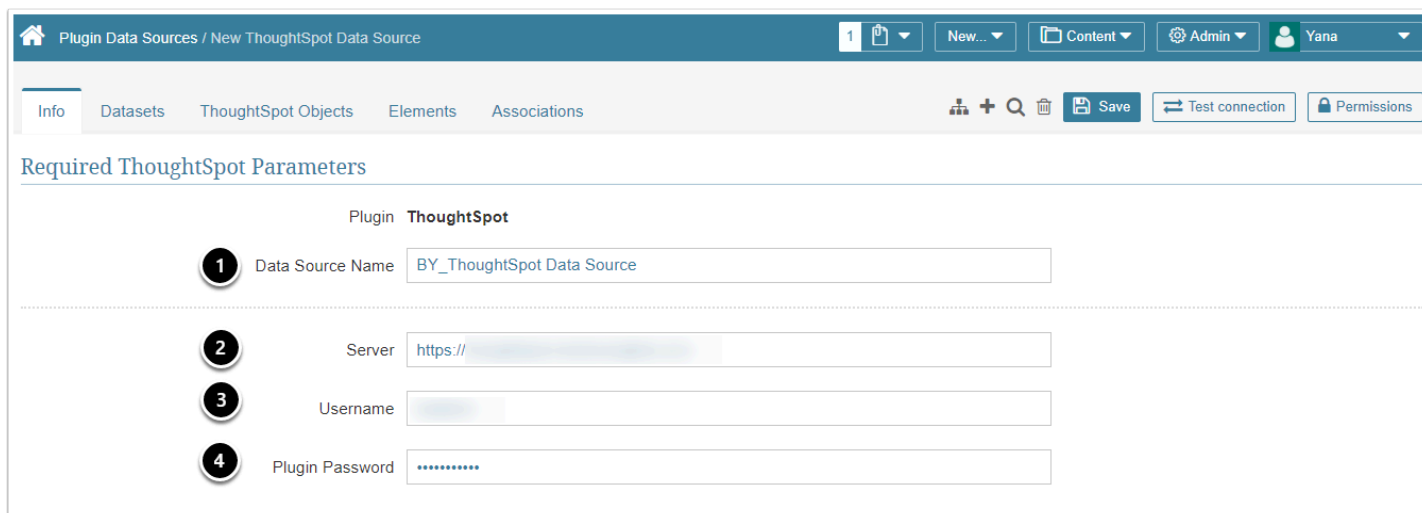 Plugin Data Sources / New ThoughtSpot Data Source 1 New... Content Admin Yana
Info Datasets ThoughtSpot Objects Elements Associations Save Test connection Permissions
Required ThoughtSpot Parameters
Plugin ThoughtSpot
1 Data Source Name BY_ThoughtSpot Data Source
2 Server https://
3 Username
4 Plugin Password •••••••••••